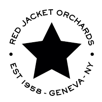 RED JACKET ORCHARDS
EST 1958 - GENEVA - NY